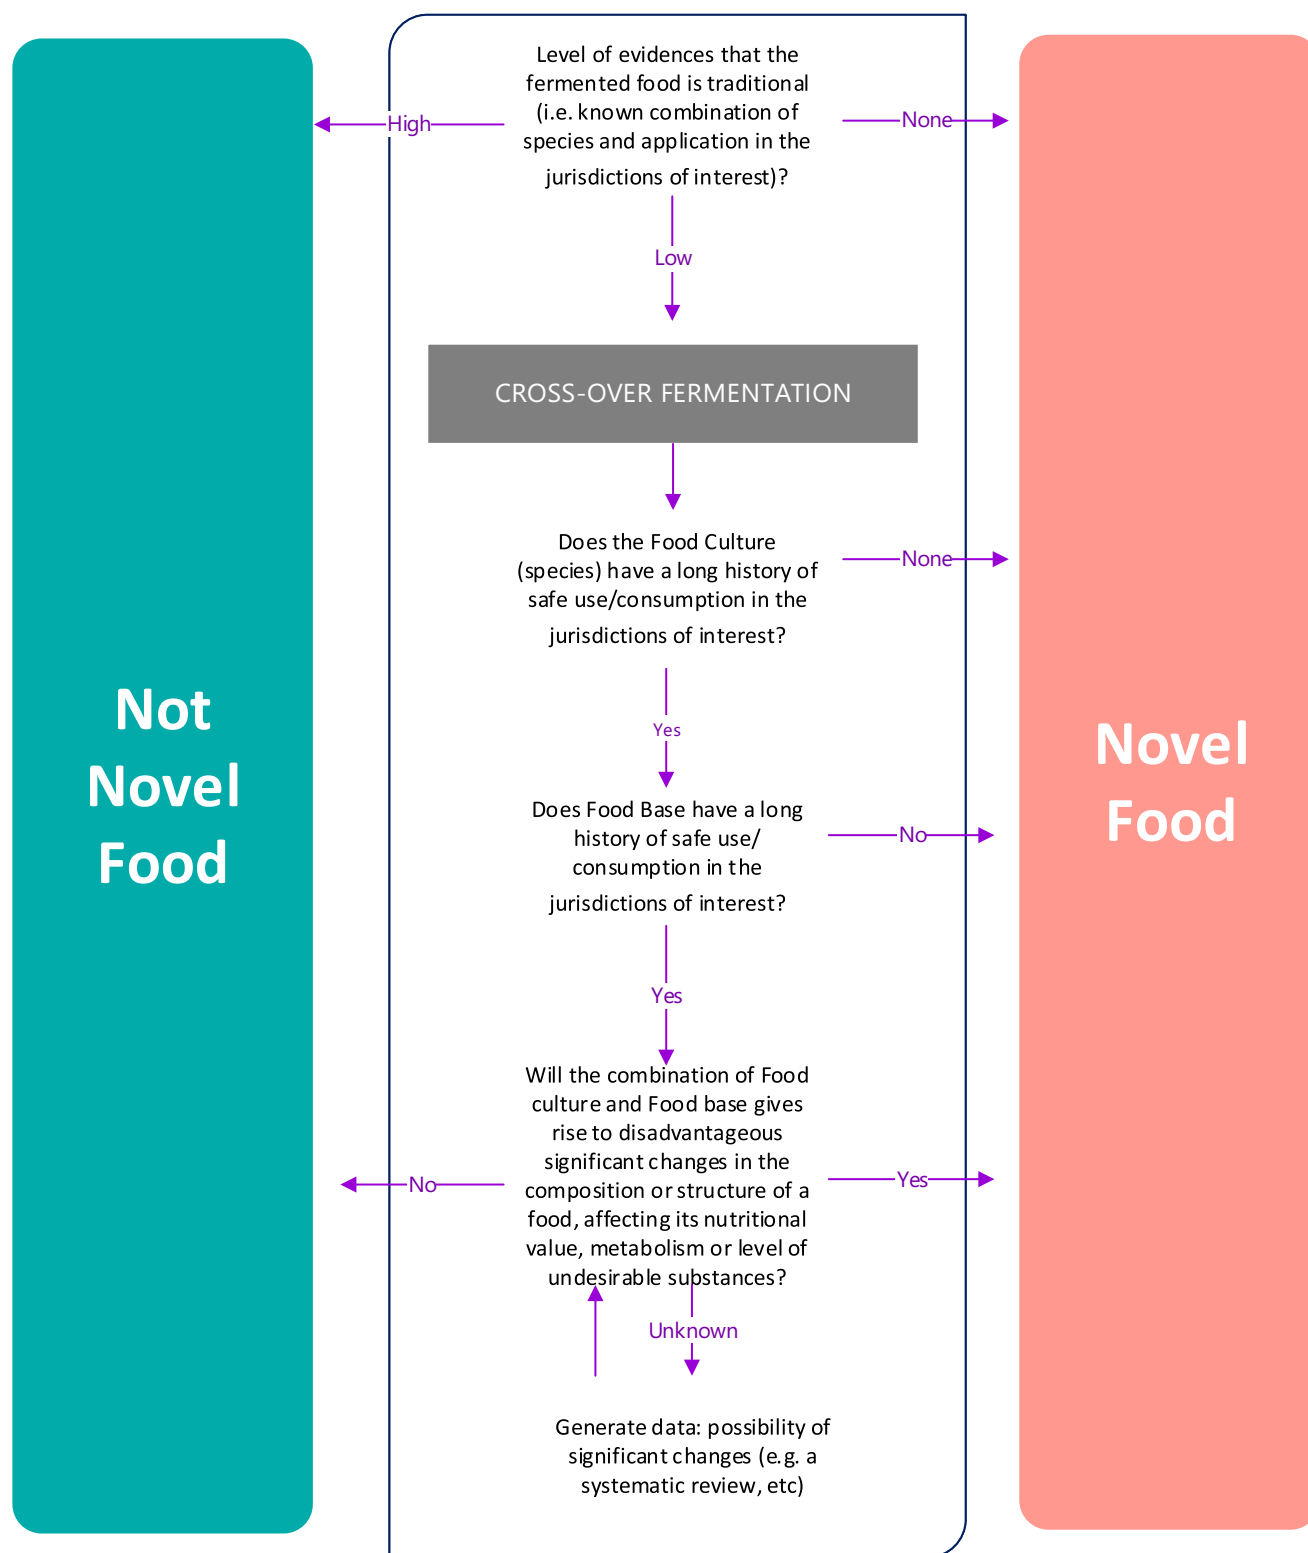 Level of evidences that the
fermented food is traditional
(i.e. known combination of
species and application in the
jurisdictions of interest)?
High
None
Low
CROSS-OVER FERMENTATION
Does the Food Culture
(species) have a long history of
safe use/consumption in the
jurisdictions of interest?
None
Yes
Does Food Base have a long
history of safe use/
consumption in the
jurisdictions of interest?
No
Yes
Will the combination of Food
culture and Food base gives
rise to disadvantageous
significant changes in the
composition or structure of a
food, affecting its nutritional
value, metabolism or level of
undesirable substances?
No
Yes
Unknown
Generate data: possibility of
significant changes (e.g. a
systematic review, etc)
Not
Novel
Food
Novel
Food